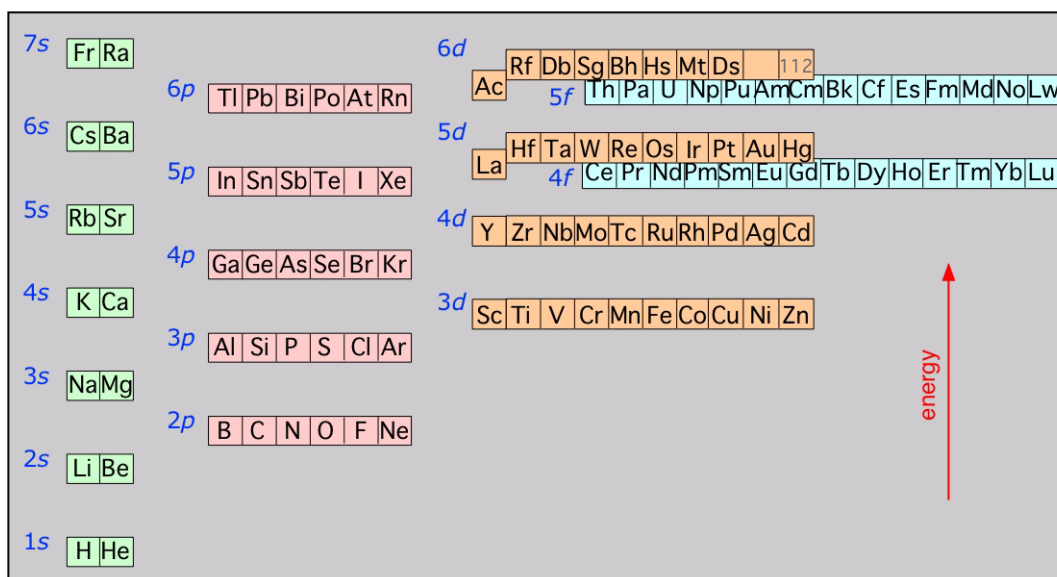 7s Fr Ra
6d Rf Db Sg Bh Hs Mt Ds 112
Ac
6p Tl Pb Bi Po At Rn
5f Th Pa U Np Pu Am Cm Bk Cf Es Fm Md No Lw
6s Cs Ba
5d Hf Ta W Re Os Ir Pt Au Hg
La
5p In Sn Sb Te I Xe
4f Ce Pr Nd Pm Sm Eu Gd Tb Dy Ho Er Tm Yb Lu
5s Rb Sr
4d Y Zr Nb Mo Tc Ru Rh Pd Ag Cd
4p Ga Ge As Se Br Kr
4s K Ca
3d Sc Ti V Cr Mn Fe Co Cu Ni Zn
3p Al Si P S Cl Ar
3s Na Mg
energy
2p B C N O F Ne
2s Li Be
1s H He